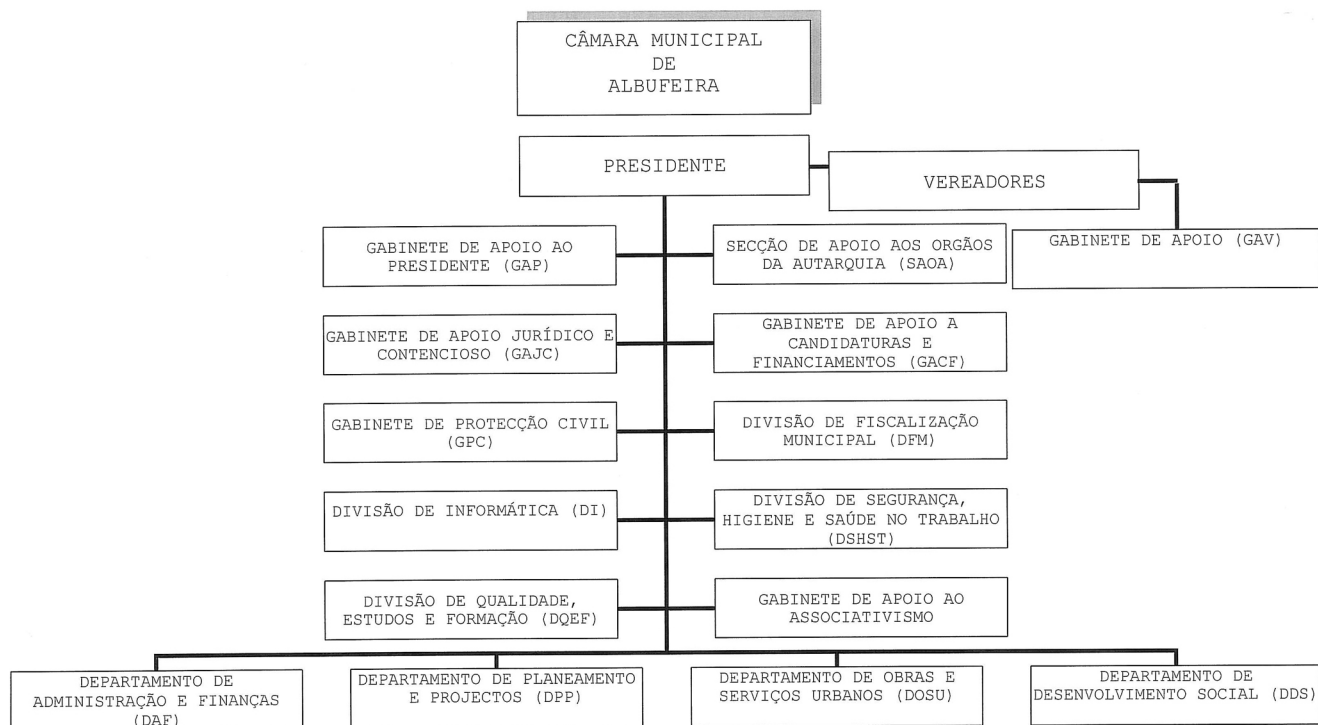 CÂMARA MUNICIPAL
DE
ALBUFEIRA
PRESIDENTE
VEREADORES
GABINETE DE APOIO AO
PRESIDENTE (GAP)
SECÇÃO DE APOIO AOS ORGÃOS
DA AUTARQUIA (SAOA)
GABINETE DE APOIO (GAV)
GABINETE DE APOIO JURÍDICO E
CONTENCIOSO (GAJC)
GABINETE DE APOIO A
CANDIDATURAS E
FINANCIAMENTOS (GACF)
GABINETE DE PROTECÇÃO CIVIL
(GPC)
DIVISÃO DE FISCALIZAÇÃO
MUNICIPAL (DFM)
DIVISÃO DE INFORMÁTICA (DI)
DIVISÃO DE SEGURANÇA,
HIGIENE E SAÚDE NO TRABALHO
(DSHST)
DIVISÃO DE QUALIDADE,
ESTUDOS E FORMAÇÃO (DQEF)
GABINETE DE APOIO AO
ASSOCIATIVISMO
DEPARTAMENTO DE
ADMINISTRAÇÃO E FINANÇAS
(DAF)
DEPARTAMENTO DE PLANEAMENTO
E PROJECTOS (DPP)
DEPARTAMENTO DE OBRAS E
SERVIÇOS URBANOS (DOSU)
DEPARTAMENTO DE
DESENVOLVIMENTO SOCIAL (DDS)